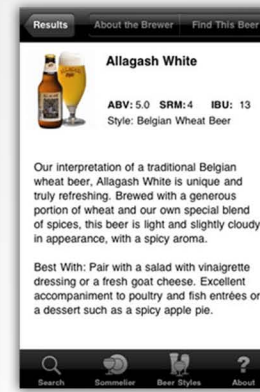 Results About the Brewer Find This Beer
Allagash White
ABV: 5.0 SRM: 4 IBU: 13
Style: Belgian Wheat Beer
Our interpretation of a traditional Belgian
wheat beer, Allagash White is unique and
truly refreshing. Brewed with a generous
portion of wheat and our own special blend
of spices, this beer is light and slightly cloudy
in appearance, with a spicy aroma.
Best With: Pair with a salad with vinaigrette
dressing or a fresh goat cheese. Excellent
accompaniment to poultry and fish entrées or
a dessert such as a spicy apple pie.
Search Sommelier Beer Styles About